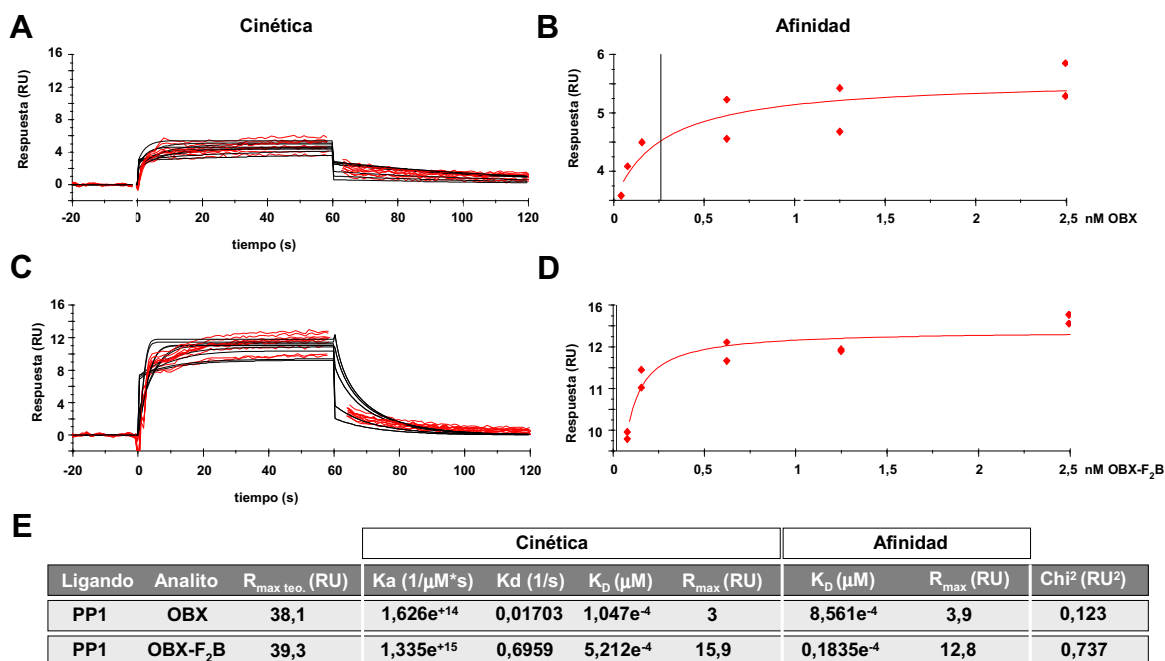 A
Cinética
Respuesta (RU)
16
12
8
4
0
-20 0 20 40 60 80 100 120
tiempo (s)
B
Afinidad
Respuesta (RU)
6
5
4
0 0,5 1 1,5 2 2,5 nM OBX
C
Respuesta (RU)
16
12
8
4
0
-20 0 20 40 60 80 100 120
tiempo (s)
D
Respuesta (RU)
16
12
11
10
0 0,5 1 1,5 2 2,5 nM OBX-F₂B
E
Cinética Afinidad
Ligando Analito R max teo. (RU) Ka (1/µM*s) Kd (1/s) K_D (µM) R_max (RU) K_D (µM) R_max (RU) Chi² (RU²)
PP1 OBX 38,1 1,626e⁺¹⁴ 0,01703 1,047e⁻⁴ 3 8,561e⁻⁴ 3,9 0,123
PP1 OBX-F₂B 39,3 1,335e⁺¹⁵ 0,6959 5,212e⁻⁴ 15,9 0,1835e⁻⁴ 12,8 0,737